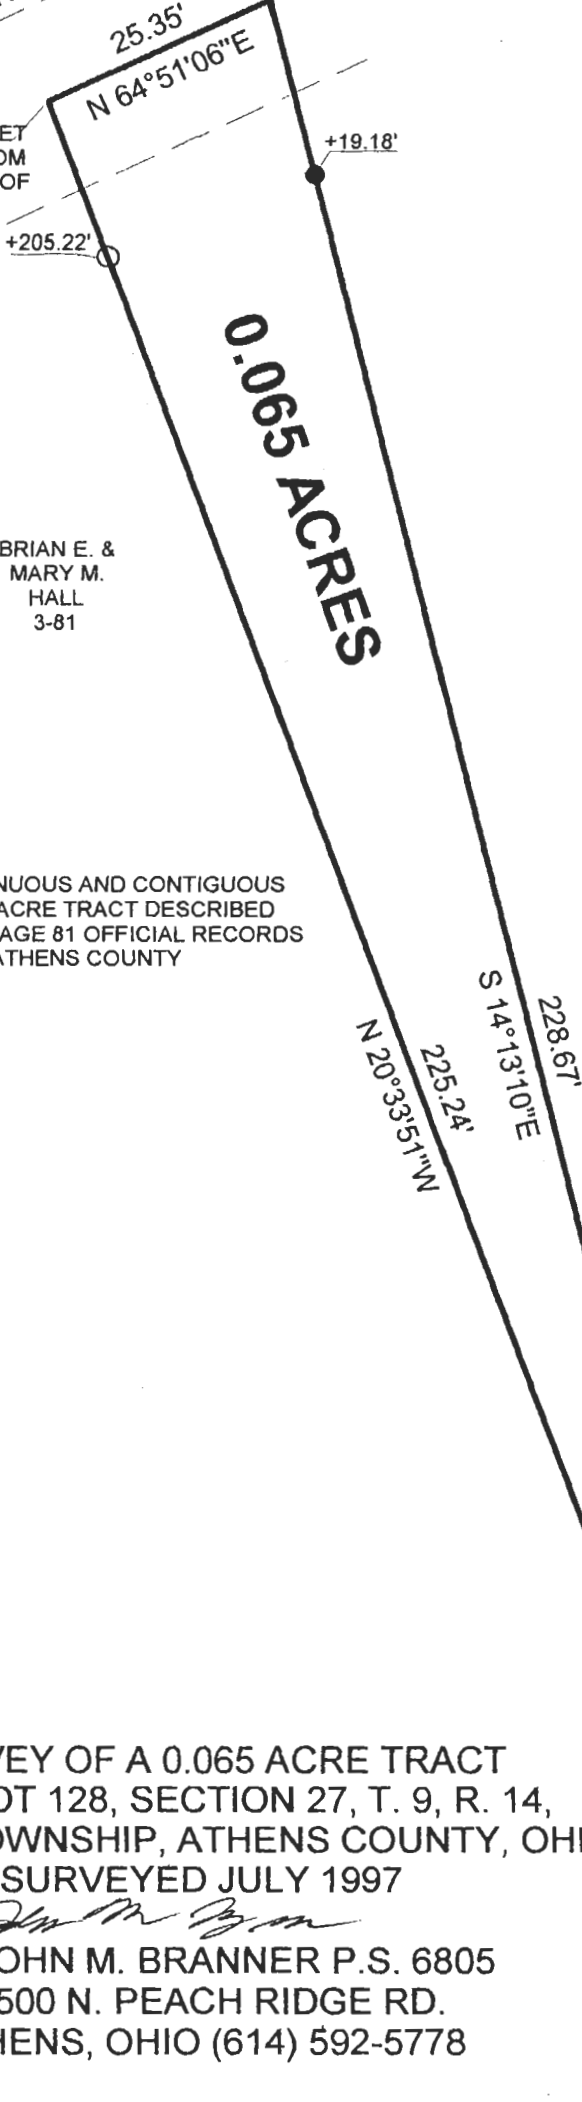 25.35'
N 64°51'06"E
ET
OM
OF
+19.18'
+205.22'
0.065 ACRES
BRIAN E. &
MARY M.
HALL
3-81
NUOUS AND CONTIGUOUS
ACRE TRACT DESCRIBED
AGE 81 OFFICIAL RECORDS
ATHENS COUNTY
S 14°13'10"E
228.67'
N 20°33'51"W
225.24'
VEY OF A 0.065 ACRE TRACT
OT 128, SECTION 27, T. 9, R. 14,
OWNSHIP, ATHENS COUNTY, OHI
SURVEYED JULY 1997
OHN M. BRANNER P.S. 6805
500 N. PEACH RIDGE RD.
HENS, OHIO (614) 592-5778